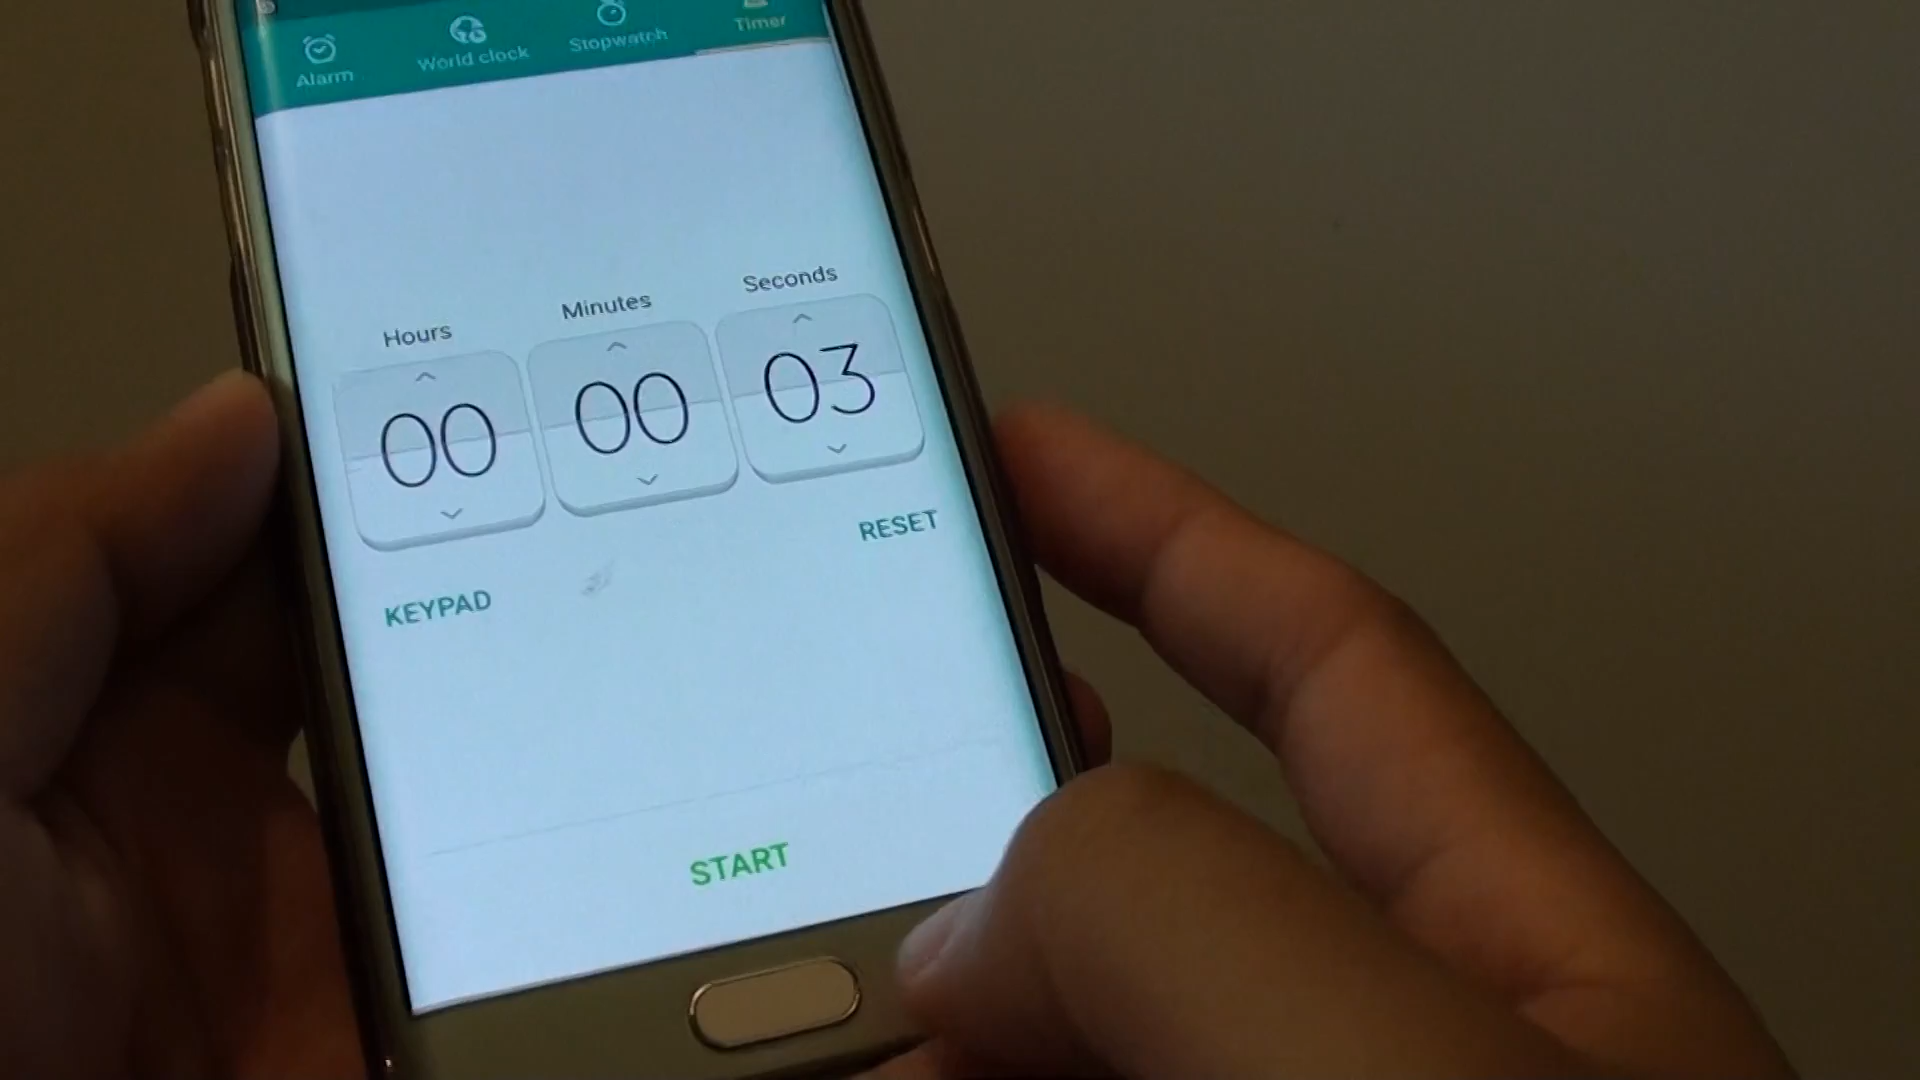 Alarm
World clock
Stopwatch
Timer
Hours
Minutes
Seconds
00
00
03
RESET
KEYPAD
START